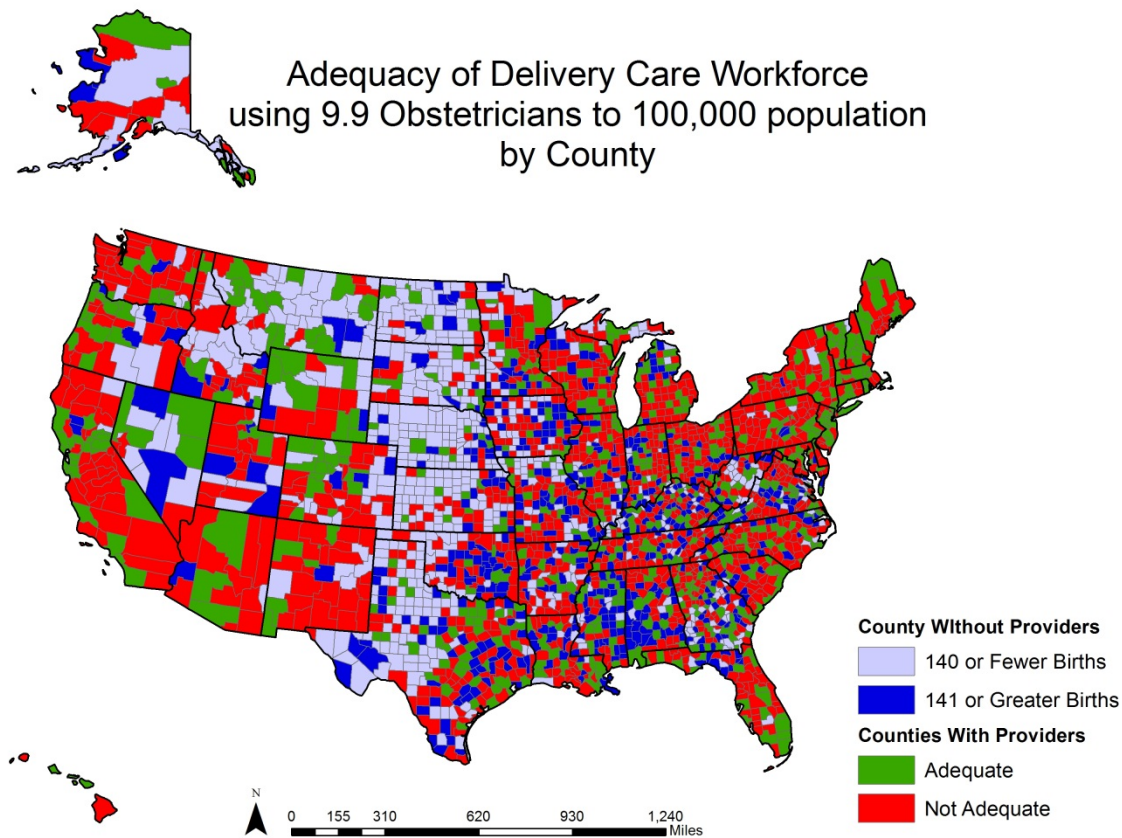 Adequacy of Delivery Care Workforce
using 9.9 Obstetricians to 100,000 population
by County
County WIthout Providers
140 or Fewer Births
141 or Greater Births
Counties With Providers
Adequate
Not Adequate
N
0 155 310 620 930 1,240
Miles